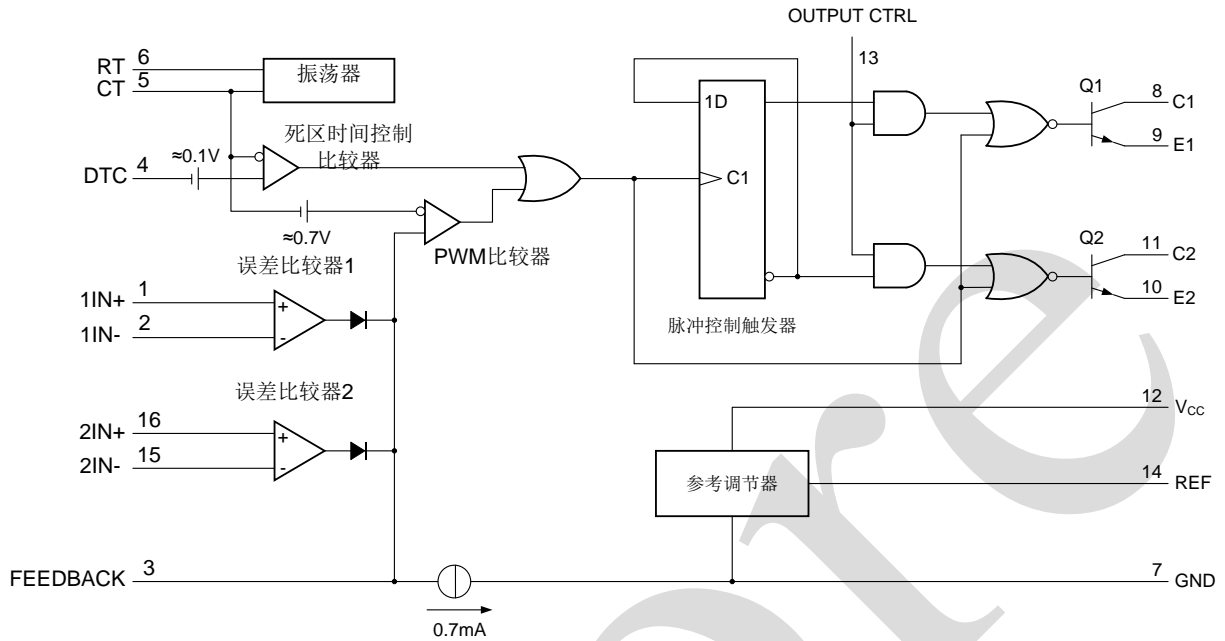 OUTPUT CTRL
13
RT 6
CT 5
振荡器
死区时间控制
比较器
≈0.1V
DTC 4
≈0.7V
PWM比较器
1D
C1
脉冲控制触发器
Q1
8 C1
9 E1
Q2
11 C2
10 E2
误差比较器1
1IN+ 1
1IN- 2
+
-
误差比较器2
2IN+ 16
2IN- 15
+
-
12 VCC
参考调节器
14 REF
FEEDBACK 3
7 GND
0.7mA
ore